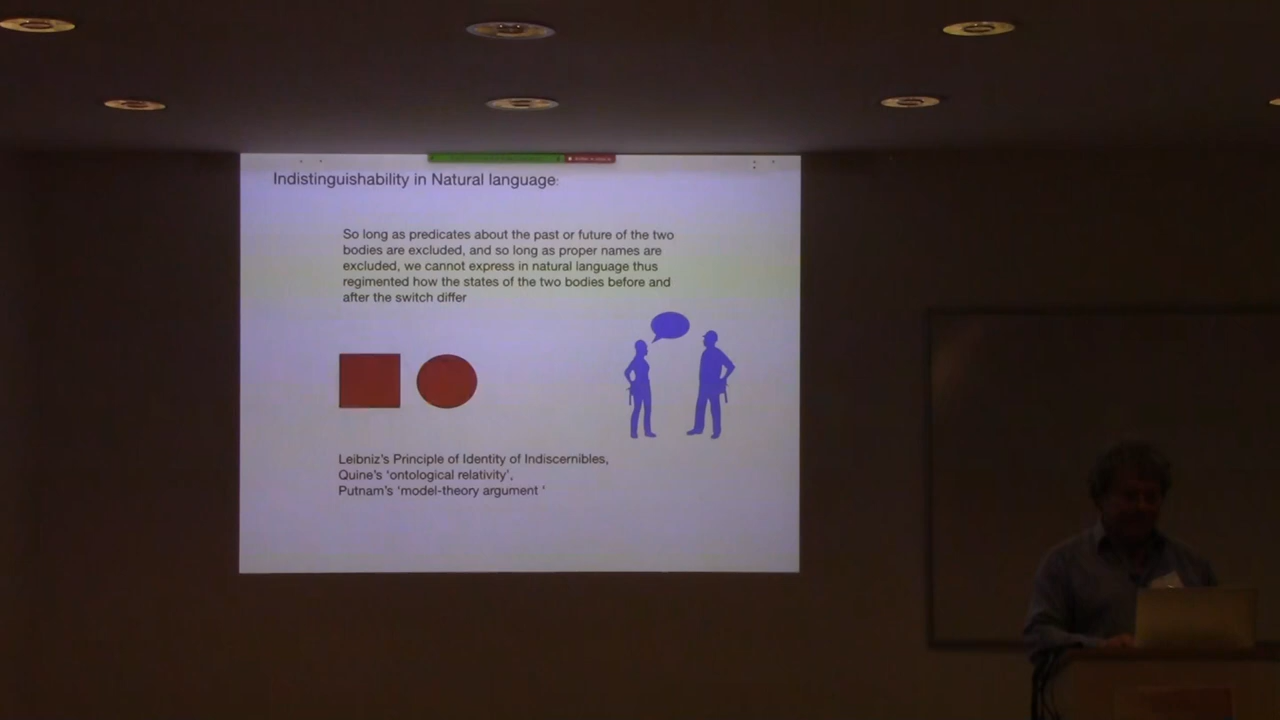 Indistinguishability in Natural language:
So long as predicates about the past or future of the two
bodies are excluded, and so long as proper names are
excluded, we cannot express in natural language thus
regimented how the states of the two bodies before and
after the switch differ
Leibniz's Principle of Identity of Indiscernibles,
Quine's 'ontological relativity',
Putnam's 'model-theory argument '